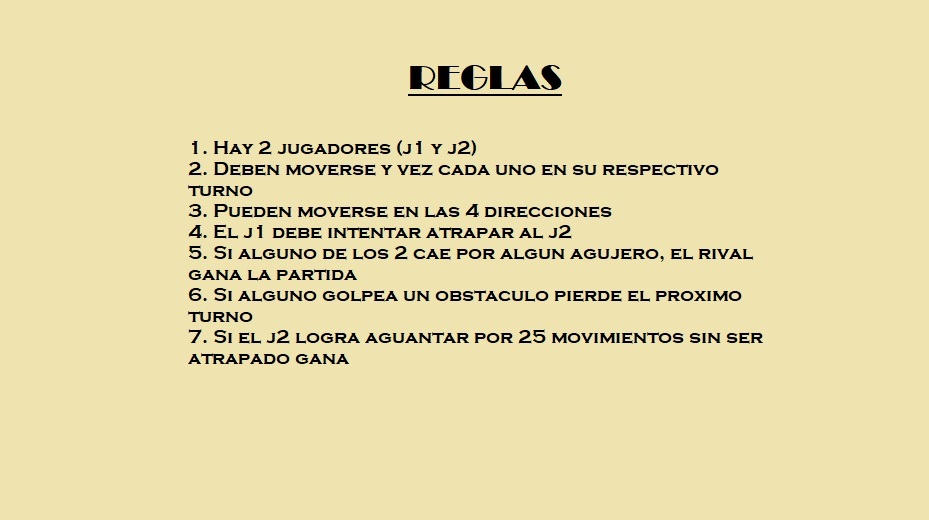 REGLAS
1. Hay 2 jugadores (j1 y j2)
2. Deben moverse y vez cada uno en su respectivo
turno
3. Pueden moverse en las 4 direcciones
4. El j1 debe intentar atrapar al j2
5. Si alguno de los 2 cae por algun agujero, el rival
gana la partida
6. Si alguno golpea un obstaculo pierde el proximo
turno
7. Si el j2 logra aguantar por 25 movimientos sin ser
atrapado gana